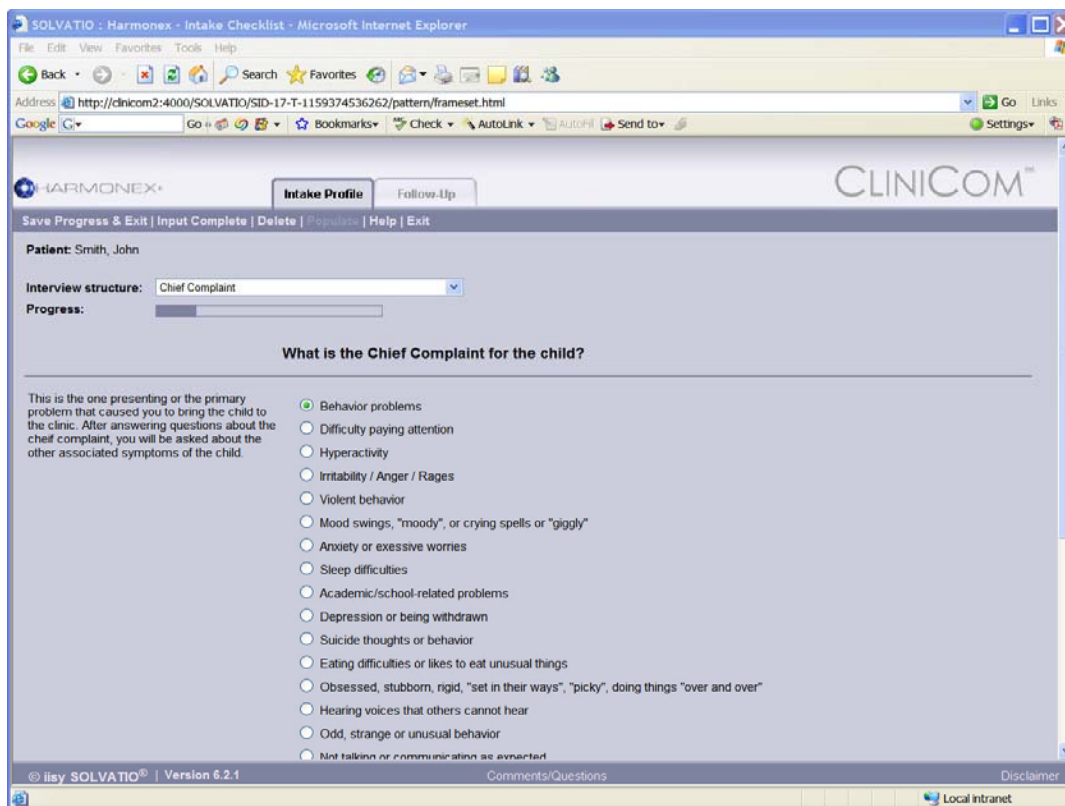 SOLVATIO : Harmonex - Intake Checklist - Microsoft Internet Explorer
File Edit View Favorites Tools Help
Back Search Favorites
Address http://clinicom2:4000/SOLVATIO/SID-17-T-1159374536262/pattern/frameset.html Go Links
Google G Go Bookmarks Check AutoLink AutoFill Send to Settings
HARMONEX Intake Profile Follow-Up CLINICOM™
Save Progress & Exit | Input Complete | Delete | Populate | Help | Exit
Patient: Smith, John
Interview structure: Chief Complaint
Progress:
What is the Chief Complaint for the child?
This is the one presenting or the primary
problem that caused you to bring the child to
the clinic. After answering questions about the
cheif complaint, you will be asked about the
other associated symptoms of the child.
Behavior problems
Difficulty paying attention
Hyperactivity
Irritability / Anger / Rages
Violent behavior
Mood swings, "moody", or crying spells or "giggly"
Anxiety or exessive worries
Sleep difficulties
Academic/school-related problems
Depression or being withdrawn
Suicide thoughts or behavior
Eating difficulties or likes to eat unusual things
Obsessed, stubborn, rigid, "set in their ways", "picky", doing things "over and over"
Hearing voices that others cannot hear
Odd, strange or unusual behavior
Not talking or communicating as expected
© iisy SOLVATIO® | Version 6.2.1 Comments/Questions Disclaimer
Local intranet